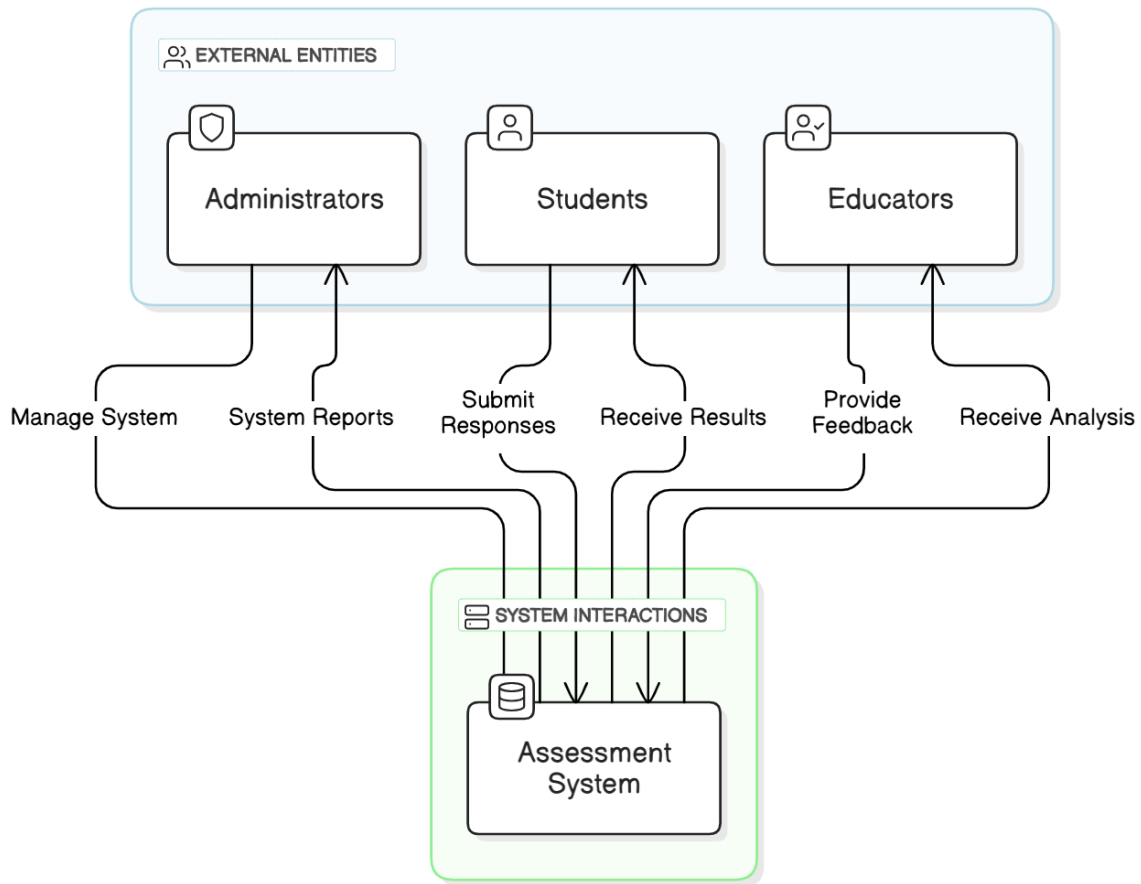 EXTERNAL ENTITIES
Administrators
Students
Educators
Manage System
System Reports
Submit
Responses
Receive Results
Provide
Feedback
Receive Analysis
SYSTEM INTERACTIONS
Assessment
System